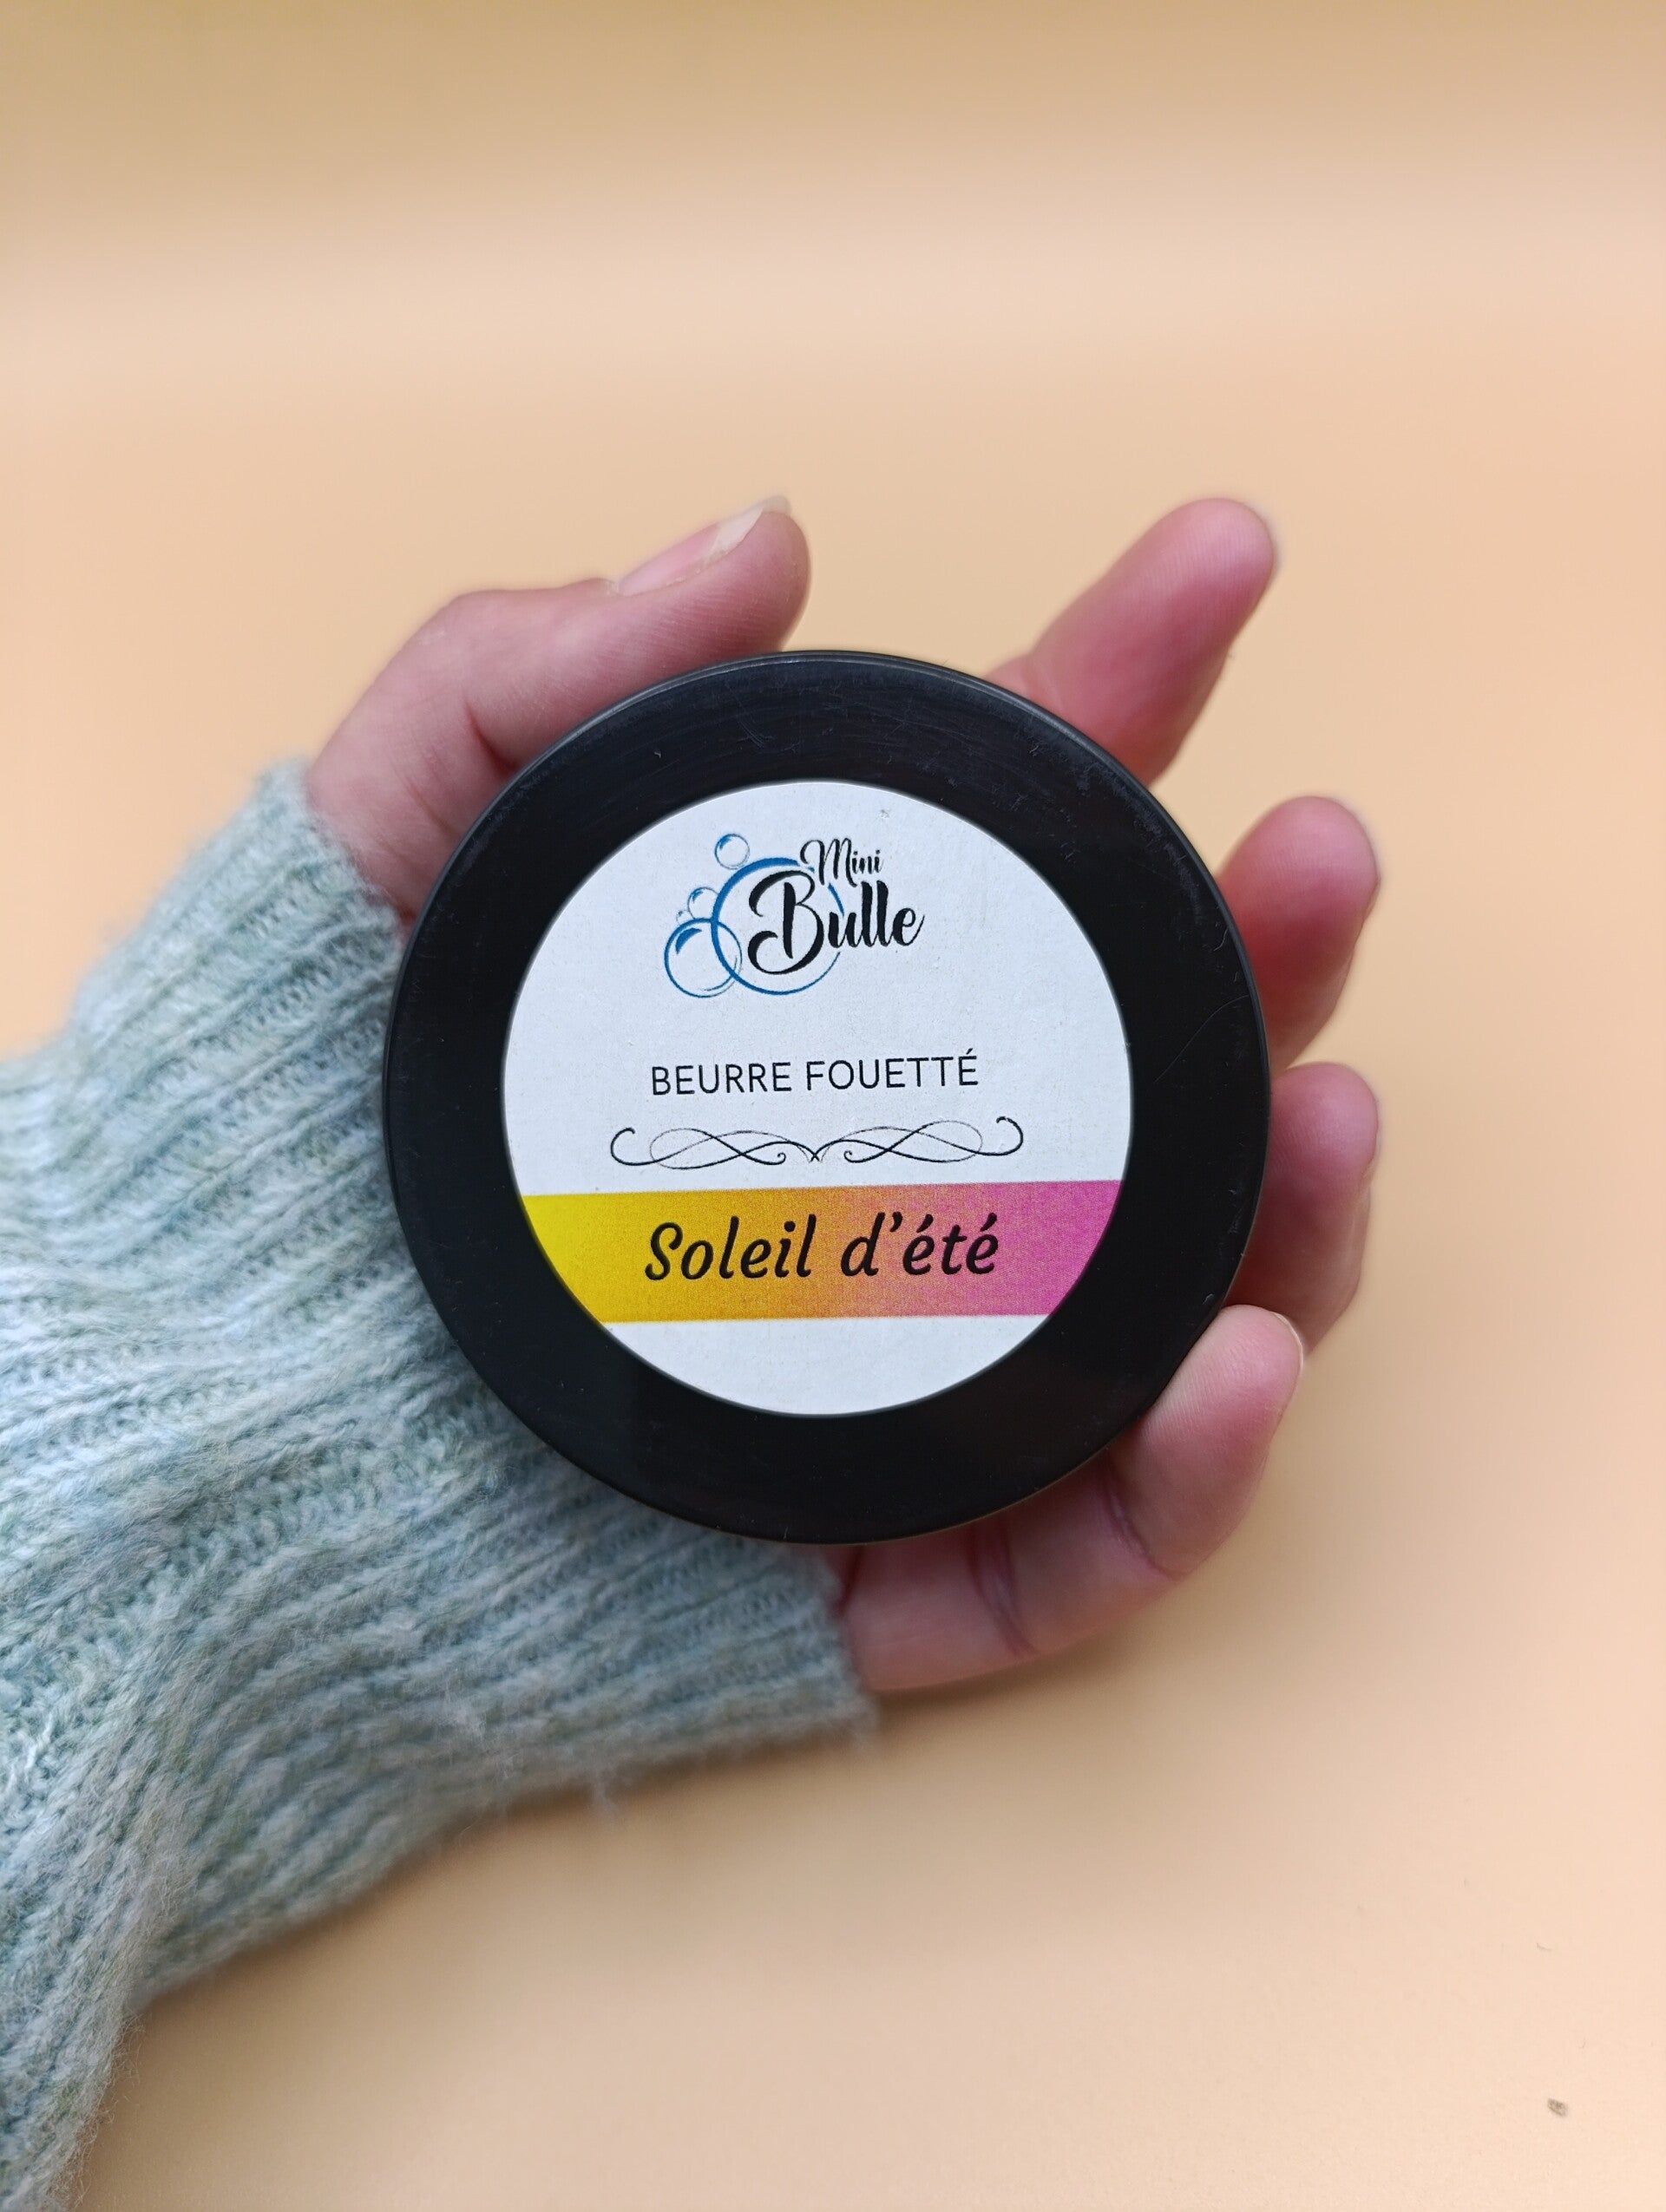 Mini
Bulle
BEURRE FOUETTÉ
Soleil d'été